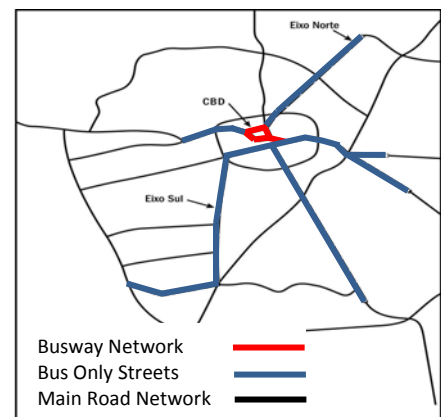 Eixo Norte
CBD
Eixo Sul
Busway Network
Bus Only Streets
Main Road Network